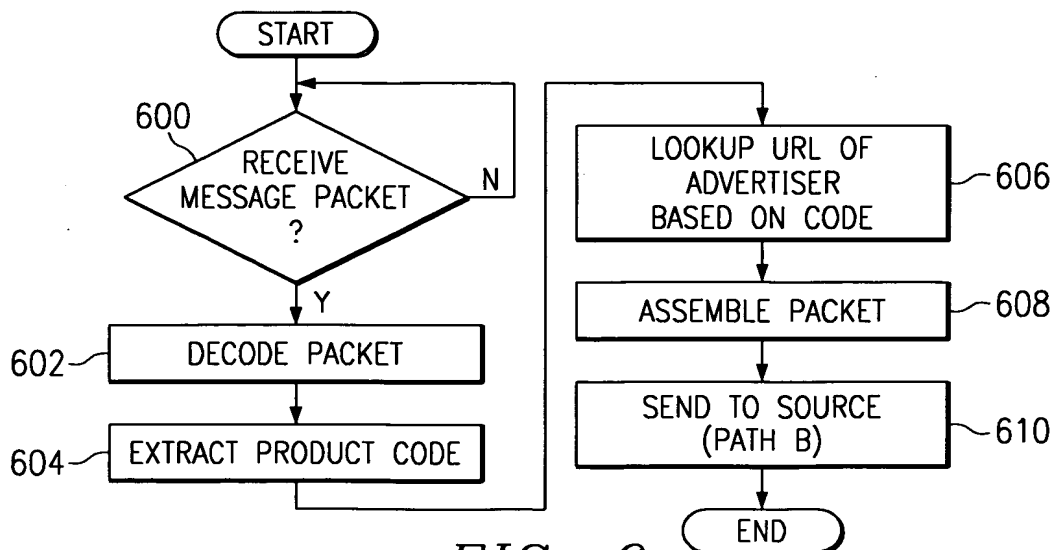 START
600
RECEIVE
MESSAGE PACKET
?
N
Y
602
DECODE PACKET
604
EXTRACT PRODUCT CODE
LOOKUP URL OF
ADVERTISER
BASED ON CODE
606
ASSEMBLE PACKET
608
SEND TO SOURCE
(PATH B)
610
END